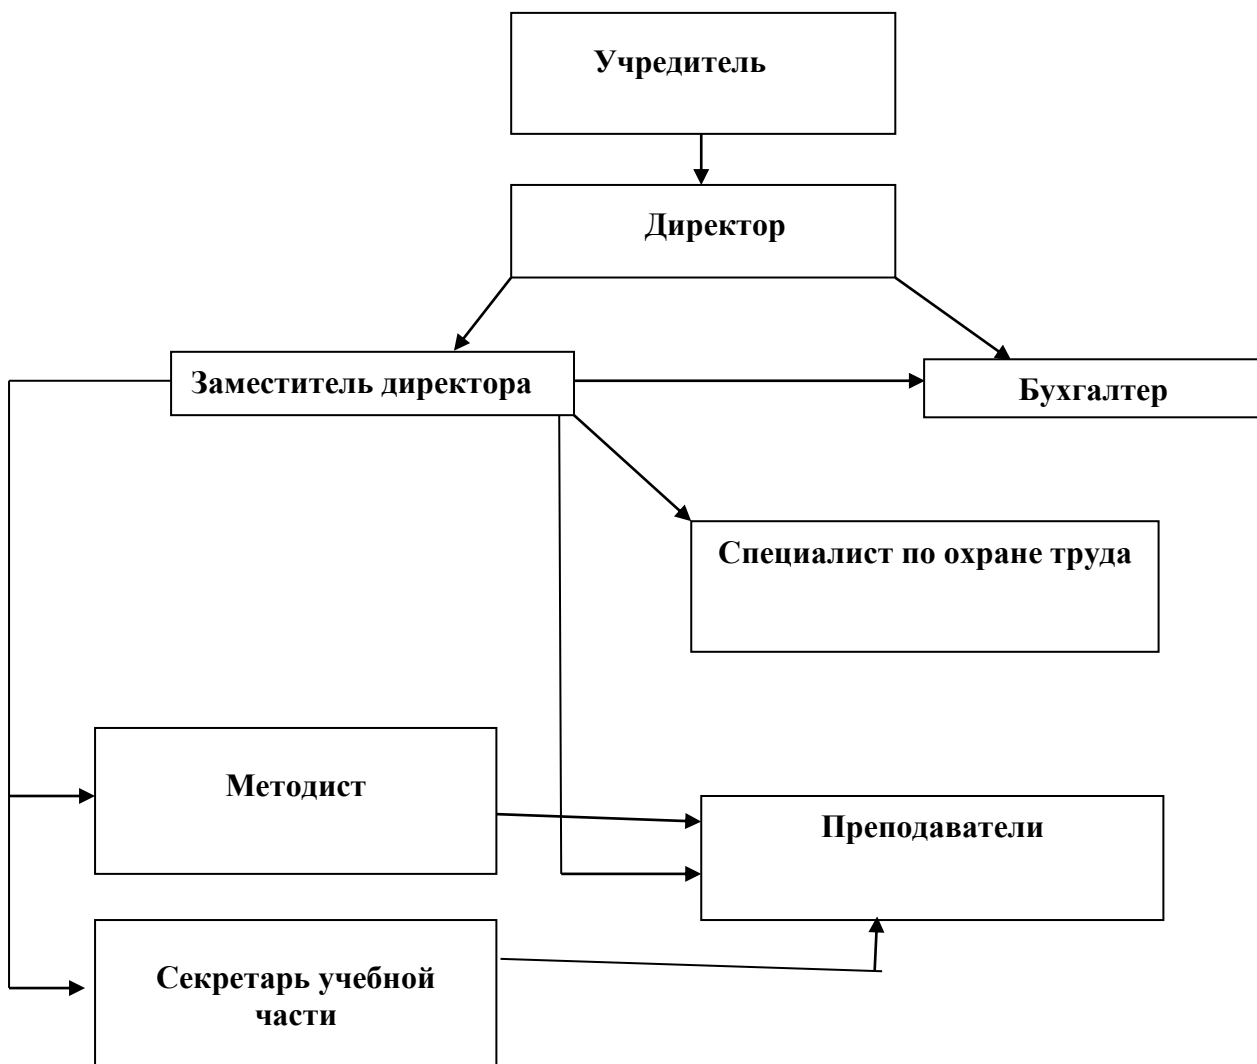 Учредитель
Директор
Заместитель директора
Бухгалтер
Специалист по охране труда
Методист
Преподаватели
Секретарь учебной
части